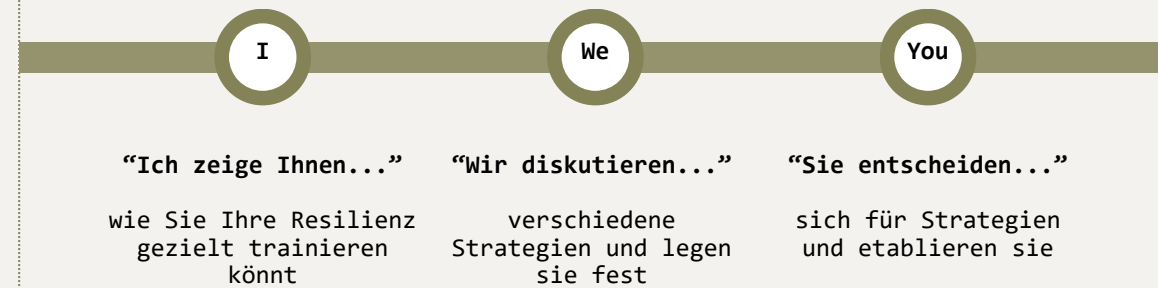 I
We
You
“Ich zeige Ihnen...”
wie Sie Ihre Resilienz
gezielt trainieren
könnt
“Wir diskutieren...”
verschiedene
Strategien und legen
sie fest
“Sie entscheiden...”
sich für Strategien
und etablieren sie